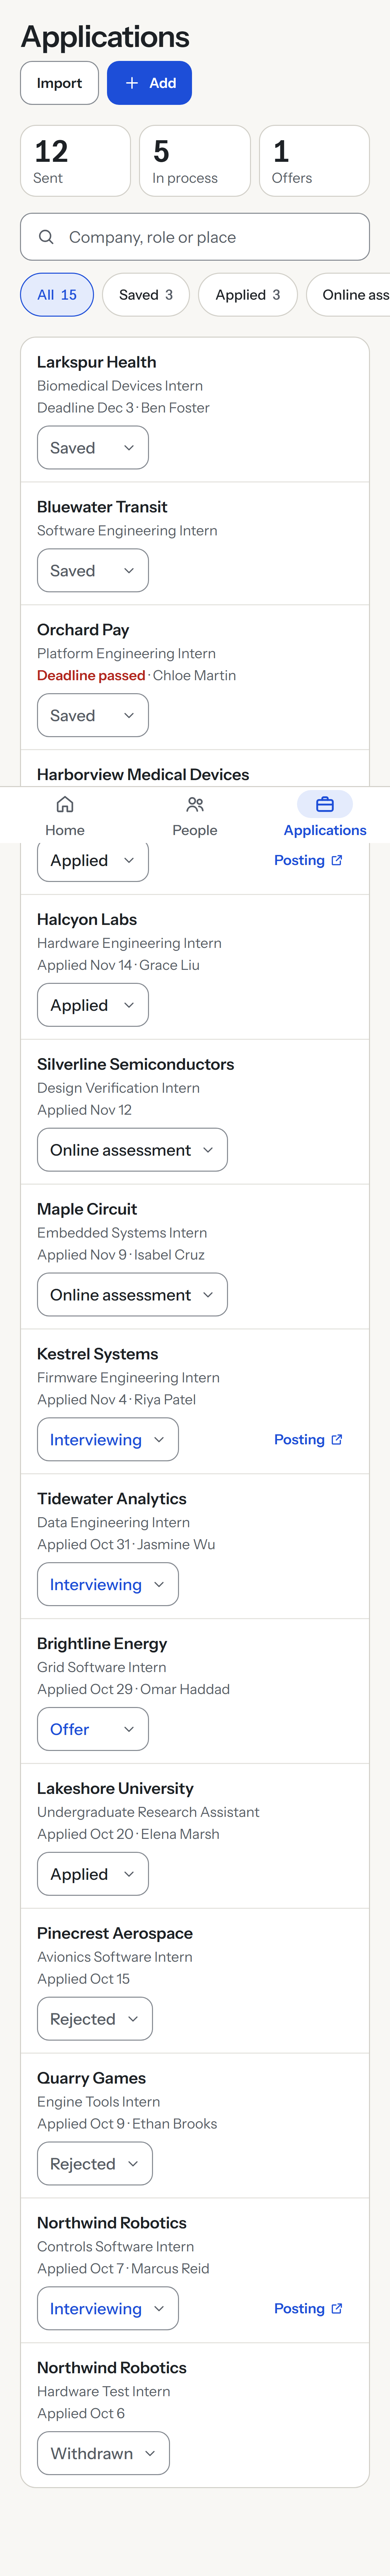 Applications
Import
Add
12
Sent
5
In process
1
Offers
Company, role or place
All 15
Saved 3
Applied 3
Online ass
Larkspur Health
Biomedical Devices Intern
Deadline Dec 3 · Ben Foster
Saved
Bluewater Transit
Software Engineering Intern
Saved
Orchard Pay
Platform Engineering Intern
Deadline passed · Chloe Martin
Saved
Harborview Medical Devices
Home
People
Applications
Applied
Posting
Halcyon Labs
Hardware Engineering Intern
Applied Nov 14 · Grace Liu
Applied
Silverline Semiconductors
Design Verification Intern
Applied Nov 12
Online assessment
Maple Circuit
Embedded Systems Intern
Applied Nov 9 · Isabel Cruz
Online assessment
Kestrel Systems
Firmware Engineering Intern
Applied Nov 4 · Riya Patel
Interviewing
Posting
Tidewater Analytics
Data Engineering Intern
Applied Oct 31 · Jasmine Wu
Interviewing
Brightline Energy
Grid Software Intern
Applied Oct 29 · Omar Haddad
Offer
Lakeshore University
Undergraduate Research Assistant
Applied Oct 20 · Elena Marsh
Applied
Pinecrest Aerospace
Avionics Software Intern
Applied Oct 15
Rejected
Quarry Games
Engine Tools Intern
Applied Oct 9 · Ethan Brooks
Rejected
Northwind Robotics
Controls Software Intern
Applied Oct 7 · Marcus Reid
Interviewing
Posting
Northwind Robotics
Hardware Test Intern
Applied Oct 6
Withdrawn